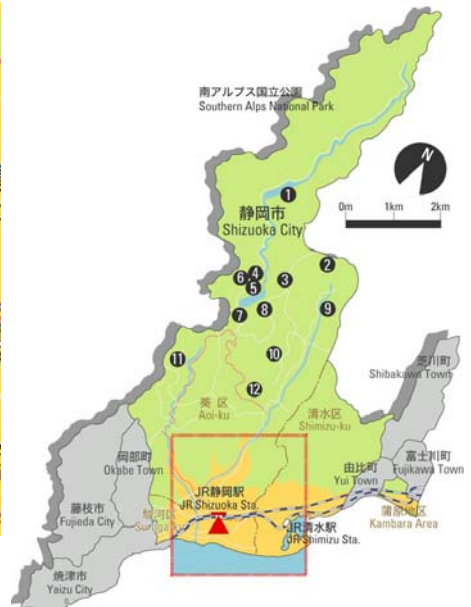 南アルプス国立公園
Southern Alps National Park
N
0m 1km 2km
1
静岡市
Shizuoka City
2
6
4
3
5
7
8
9
11
10
12
芝川町
Shibakawa Town
葵 区
Aoi-ku
清水区
Shimizu-ku
岡部町
Okabe Town
富士川町
Fujikawa Town
由比町
Yui Town
JR静岡駅
JR Shizuoka Sta.
蒲原地区
Kambara Area
藤枝市
Fujieda City
駿河区
Suruga-ku
JR清水駅
JR Shimizu Sta.
焼津市
Yaizu City